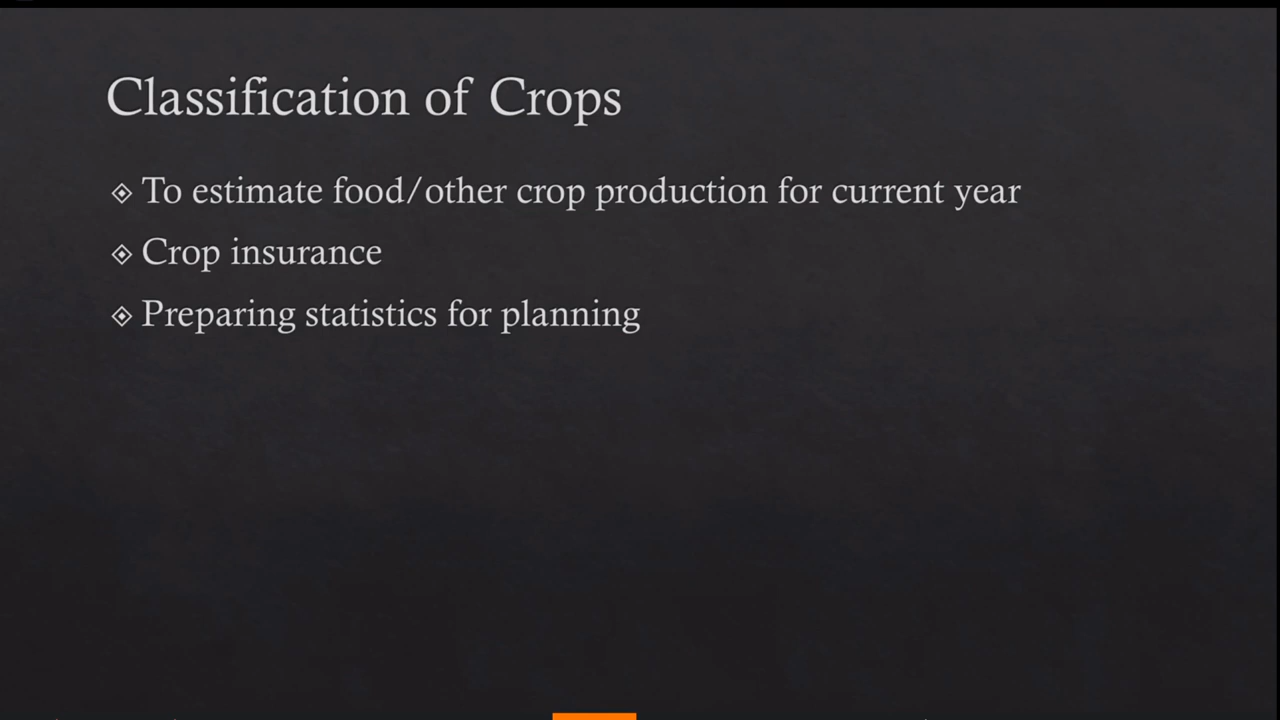 Classification of Crops
To estimate food/other crop production for current year
Crop insurance
Preparing statistics for planning